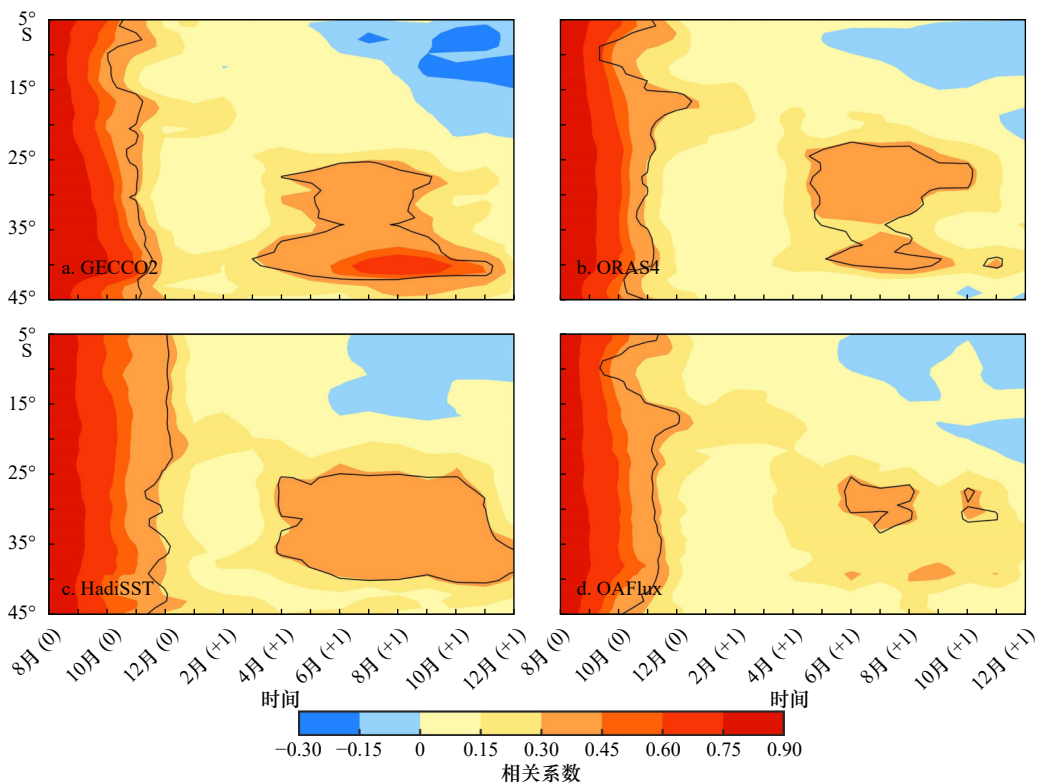 5°
S
15°
25°
35°
45°
a. GECCO2
b. ORAS4
5°
S
15°
25°
35°
45°
c. HadiSST
d. OAFlux
8月 (0)
10月 (0)
12月 (0)
2月 (+1)
4月 (+1)
6月 (+1)
8月 (+1)
10月 (+1)
12月 (+1)
8月 (0)
10月 (0)
12月 (0)
2月 (+1)
4月 (+1)
6月 (+1)
8月 (+1)
10月 (+1)
12月 (+1)
时间
时间
−0.30 −0.15 0 0.15 0.30 0.45 0.60 0.75 0.90
相关系数